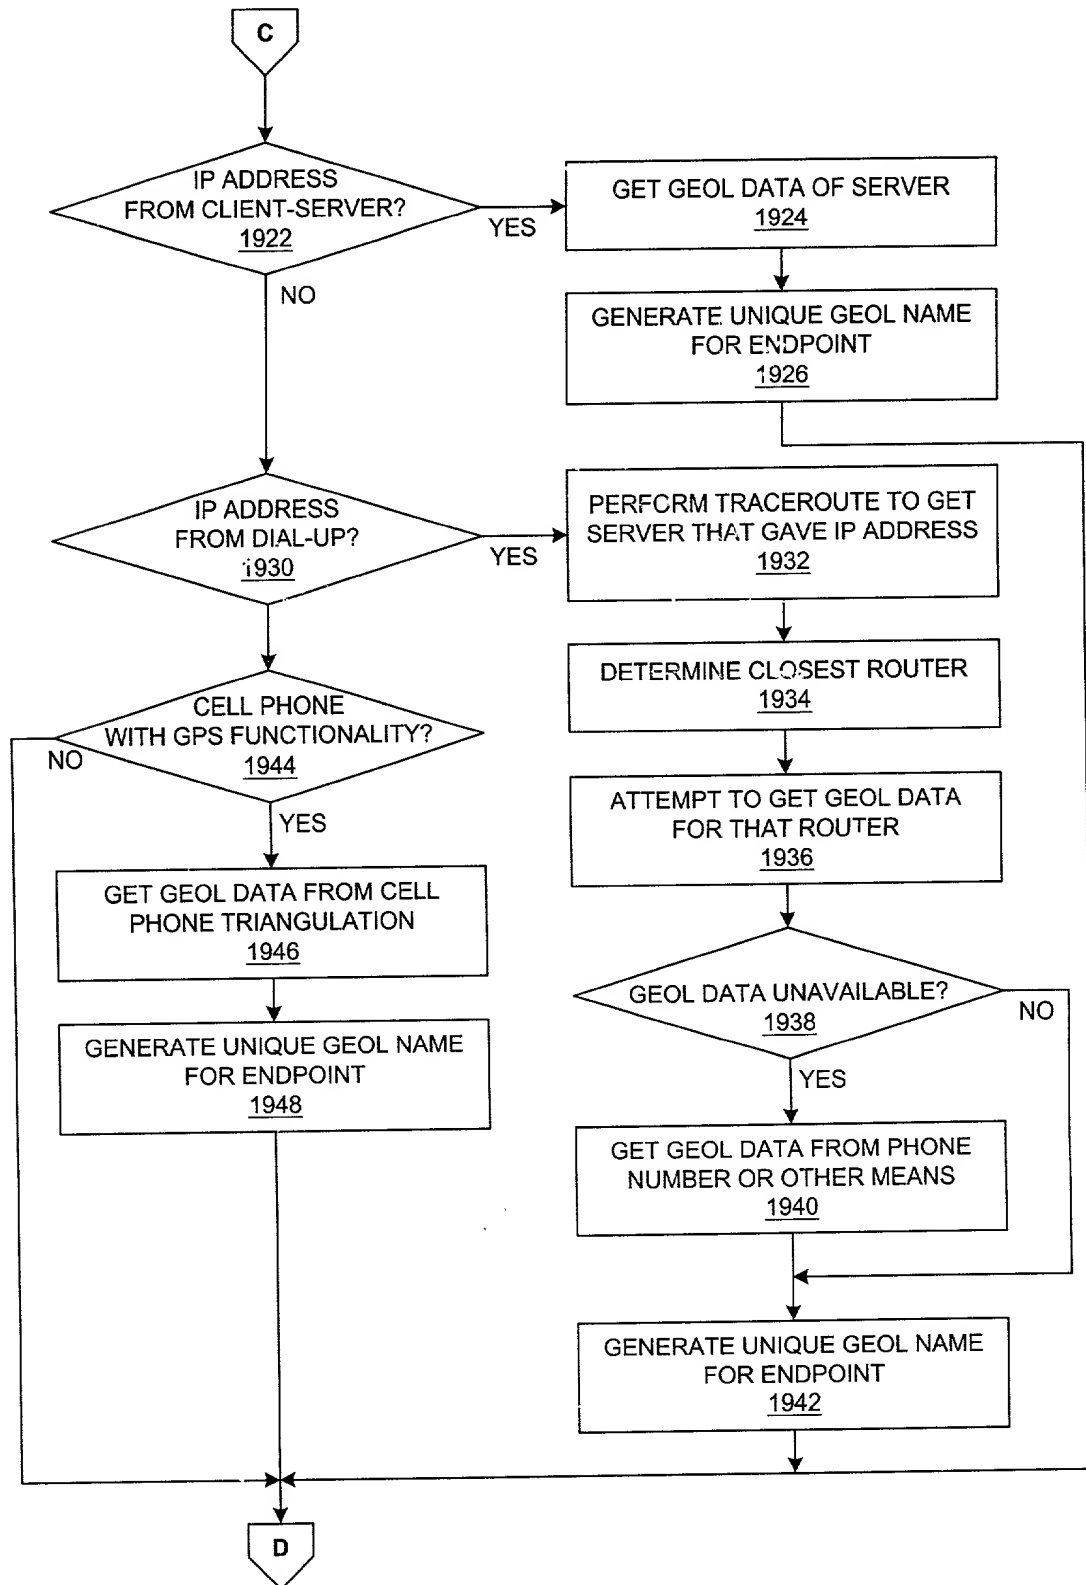 C
IP ADDRESS
FROM CLIENT-SERVER?
1922
YES
NO
GET GEOL DATA OF SERVER
1924
GENERATE UNIQUE GEOL NAME
FOR ENDPOINT
1926
IP ADDRESS
FROM DIAL-UP?
1930
YES
PERFORM TRACEROUTE TO GET
SERVER THAT GAVE IP ADDRESS
1932
DETERMINE CLOSEST ROUTER
1934
ATTEMPT TO GET GEOL DATA
FOR THAT ROUTER
1936
GEOL DATA UNAVAILABLE?
1938
NO
YES
GET GEOL DATA FROM PHONE
NUMBER OR OTHER MEANS
1940
GENERATE UNIQUE GEOL NAME
FOR ENDPOINT
1942
CELL PHONE
WITH GPS FUNCTIONALITY?
1944
NO
YES
GET GEOL DATA FROM CELL
PHONE TRIANGULATION
1946
GENERATE UNIQUE GEOL NAME
FOR ENDPOINT
1948
D